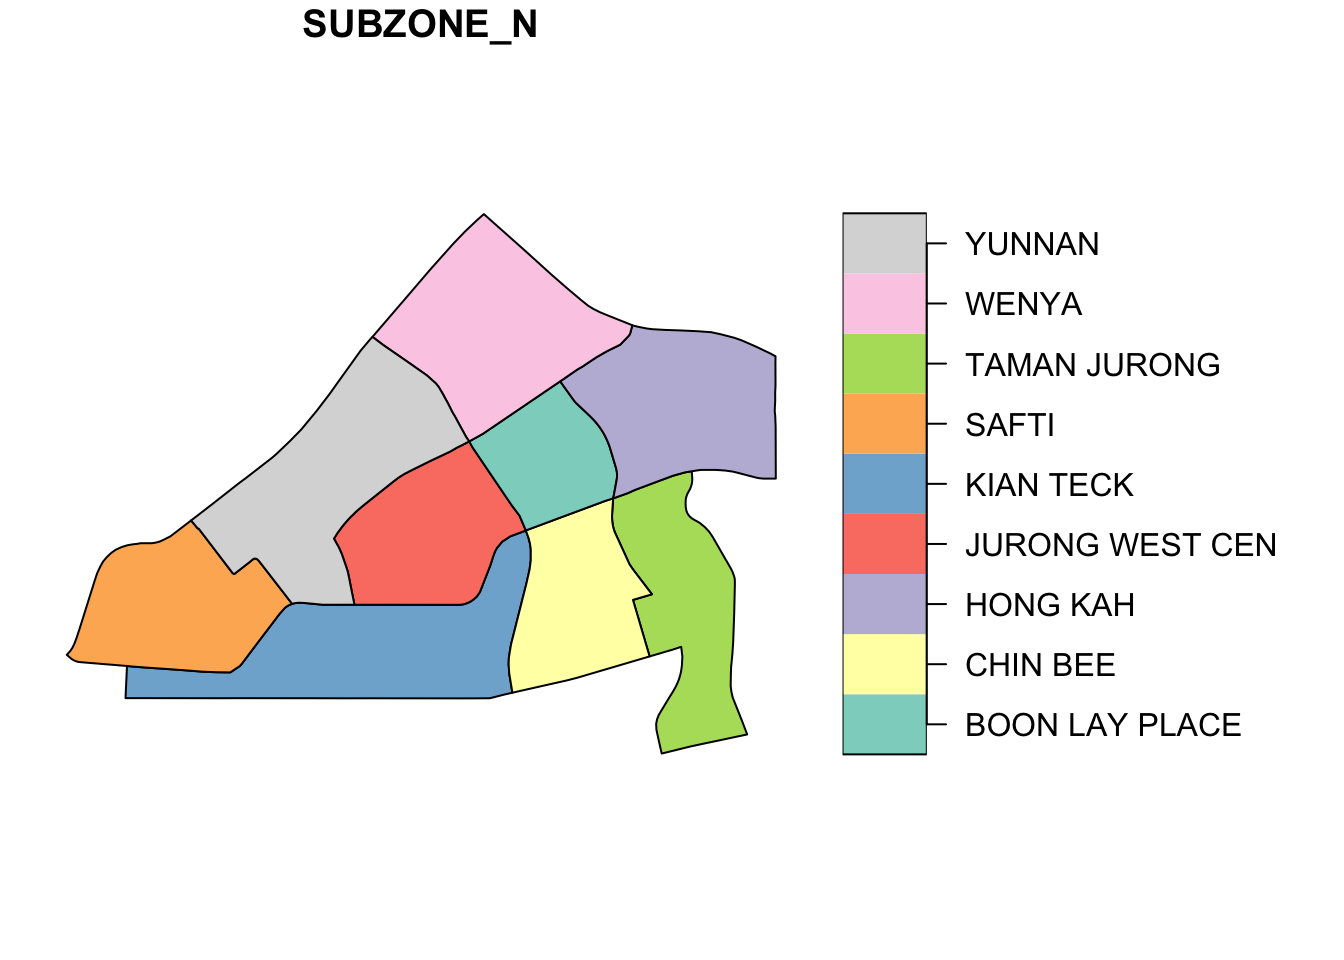 SUBZONE_N
YUNNAN
WENYA
TAMAN JURONG
SAFTI
KIAN TECK
JURONG WEST CEN
HONG KAH
CHIN BEE
BOON LAY PLACE